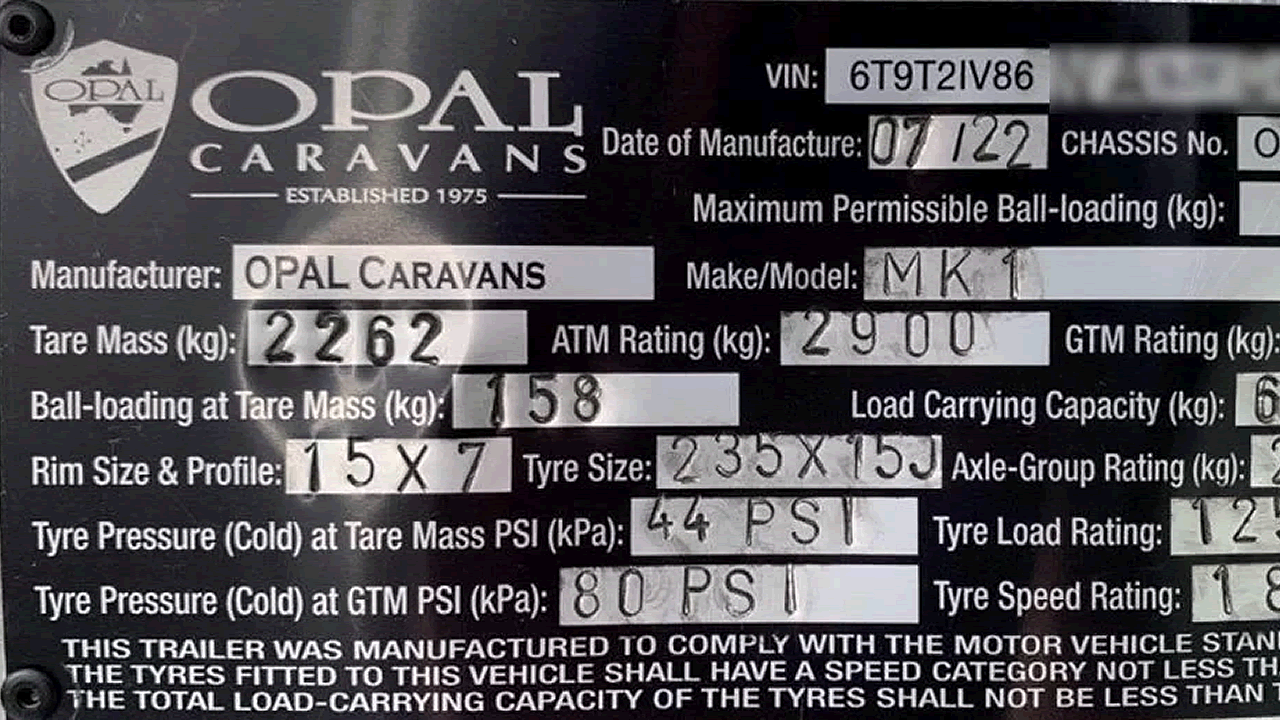 OPAL
OPAL
CARAVANS
ESTABLISHED 1975
VIN: 6T9T2IV86
Date of Manufacture: 07/22 CHASSIS No. O
Maximum Permissible Ball-loading (kg):
Manufacturer: OPAL CARAVANS Make/Model: MK1
Tare Mass (kg): 2262 ATM Rating (kg): 2900 GTM Rating (kg):
Ball-loading at Tare Mass (kg): 158 Load Carrying Capacity (kg): 6
Rim Size & Profile: 15X7 Tyre Size: 235X15J Axle-Group Rating (kg):
Tyre Pressure (Cold) at Tare Mass PSI (kPa): 44 PSI Tyre Load Rating: 12
Tyre Pressure (Cold) at GTM PSI (kPa): 80 PSI Tyre Speed Rating: 18
THIS TRAILER WAS MANUFACTURED TO COMPLY WITH THE MOTOR VEHICLE STAN
THE TYRES FITTED TO THIS VEHICLE SHALL HAVE A SPEED CATEGORY NOT LESS TH
THE TOTAL LOAD-CARRYING CAPACITY OF THE TYRES SHALL NOT BE LESS THAN T